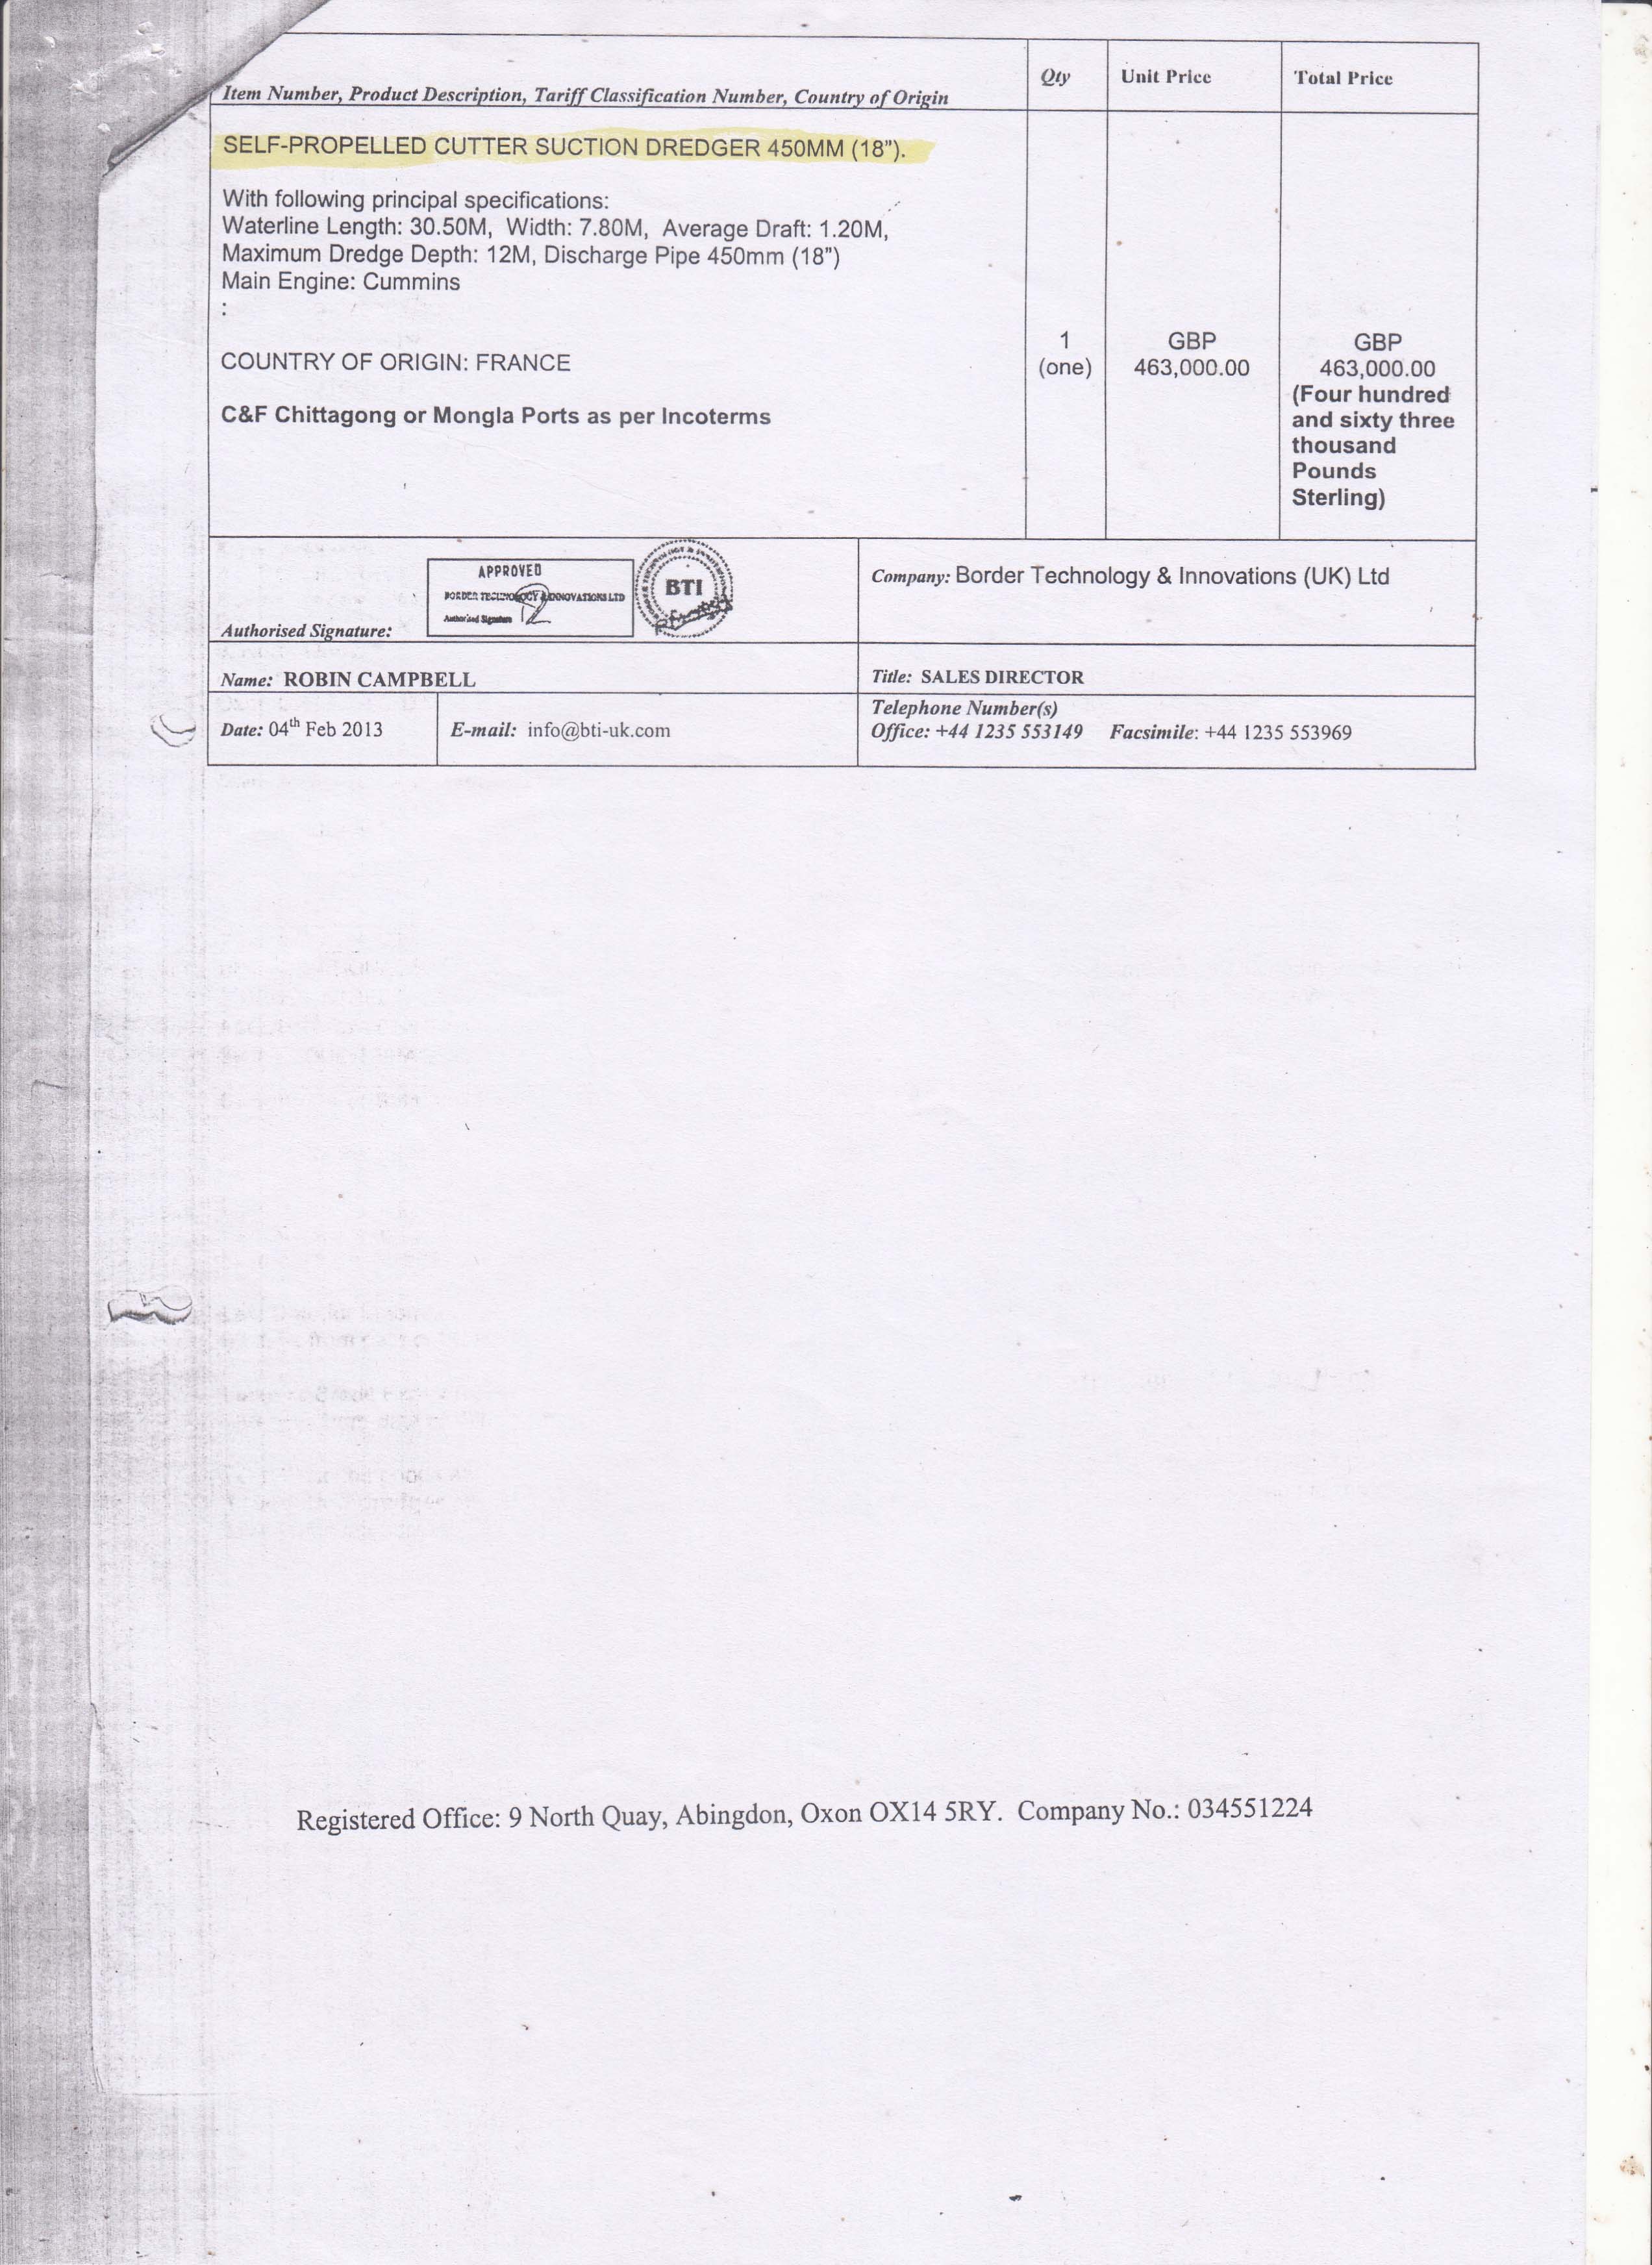 Item Number, Product Description, Tariff Classification Number, Country of Origin
Qty
Unit Price
Total Price
SELF-PROPELLED CUTTER SUCTION DREDGER 450MM (18").
With following principal specifications:
Waterline Length: 30.50M, Width: 7.80M, Average Draft: 1.20M,
Maximum Dredge Depth: 12M, Discharge Pipe 450mm (18")
Main Engine: Cummins
:
COUNTRY OF ORIGIN: FRANCE
C&F Chittagong or Mongla Ports as per Incoterms
1
(one)
GBP
463,000.00
GBP
463,000.00
(Four hundred
and sixty three
thousand
Pounds
Sterling)
Authorised Signature:
APPROVED
BORDER TECHNOLOGY & INNOVATIONS LTD
Authorised Signature
BTI
Company: Border Technology & Innovations (UK) Ltd
Name: ROBIN CAMPBELL
Title: SALES DIRECTOR
Date: 04th Feb 2013
E-mail: info@bti-uk.com
Telephone Number(s)
Office: +44 1235 553149 Facsimile: +44 1235 553969
Registered Office: 9 North Quay, Abingdon, Oxon OX14 5RY. Company No.: 034551224